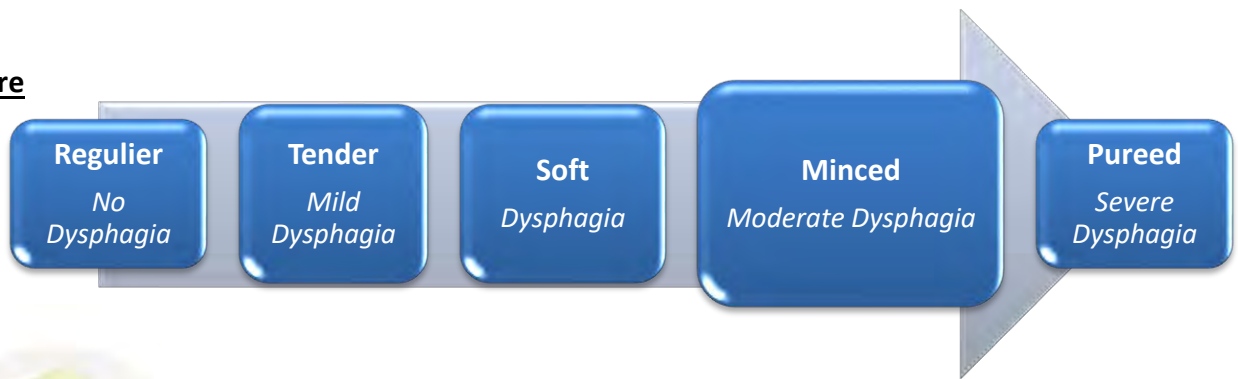 re
Regulier
No
Dysphagia
Tender
Mild
Dysphagia
Soft
Dysphagia
Minced
Moderate Dysphagia
Pureed
Severe
Dysphagia